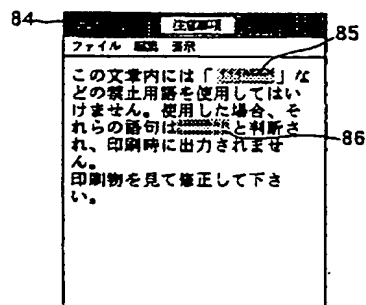 84
注意事項
85
ファイル 編集 表示
この文章内には「」な
どの禁止用語を使用してはい
けません。使用した場合、そ
れらの語句はと判断さ
86
れ、印刷時に出力されませ
ん。
印刷物を見て修正して下さ
い。